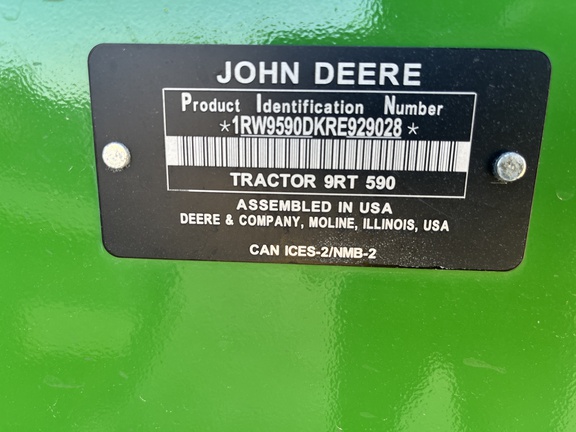 JOHN DEERE
Product Identification Number
*1RW9590DKRE929028*
TRACTOR 9RT 590
ASSEMBLED IN USA
DEERE & COMPANY, MOLINE, ILLINOIS, USA
CAN ICES-2/NMB-2